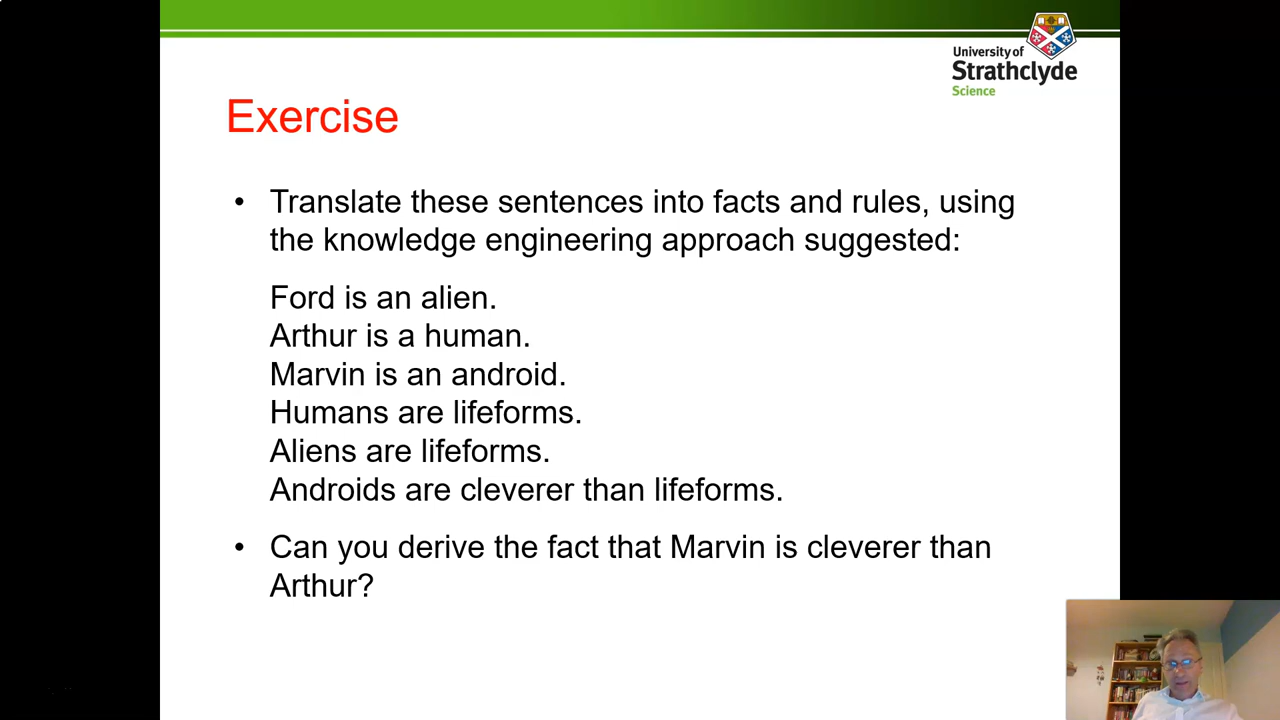 University of
Strathclyde
Science
Exercise
• Translate these sentences into facts and rules, using
the knowledge engineering approach suggested:
Ford is an alien.
Arthur is a human.
Marvin is an android.
Humans are lifeforms.
Aliens are lifeforms.
Androids are cleverer than lifeforms.
• Can you derive the fact that Marvin is cleverer than
Arthur?